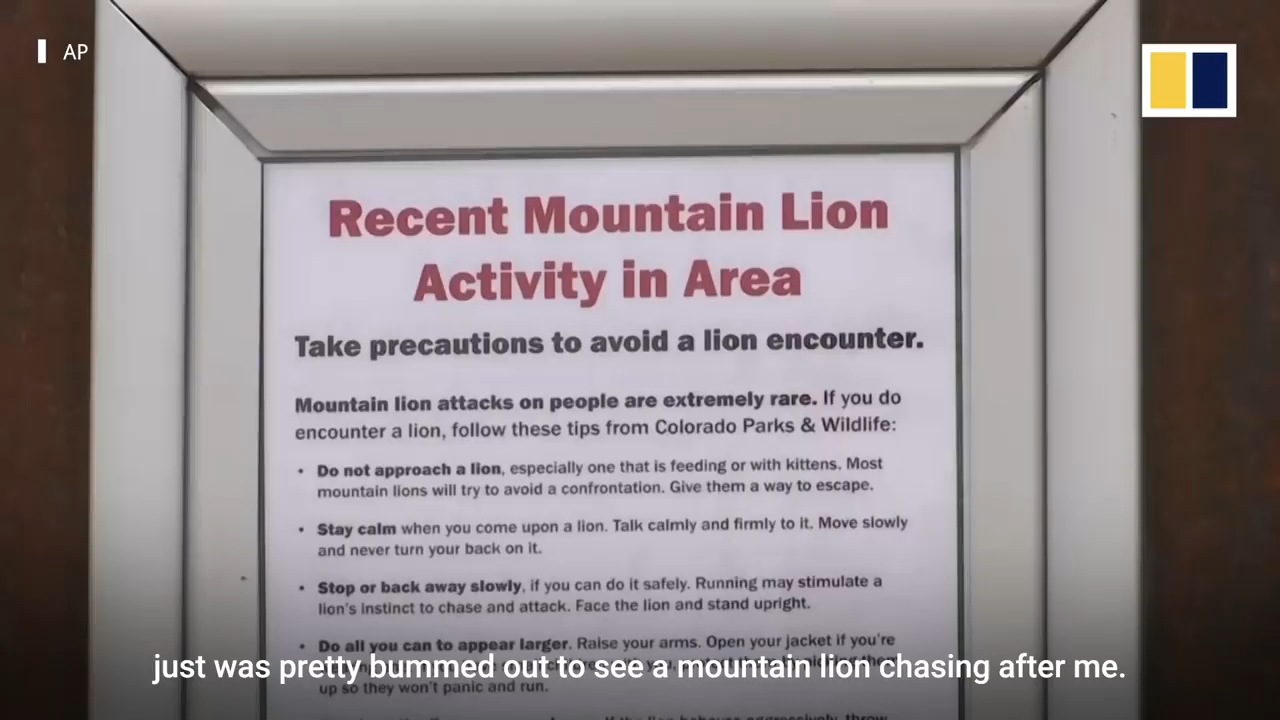 AP
Recent Mountain Lion
Activity in Area
Take precautions to avoid a lion encounter.
Mountain lion attacks on people are extremely rare. If you do
encounter a lion, follow these tips from Colorado Parks & Wildlife:
• Do not approach a lion, especially one that is feeding or with kittens. Most
mountain lions will try to avoid a confrontation. Give them a way to escape.
• Stay calm when you come upon a lion. Talk calmly and firmly to it. Move slowly
and never turn your back on it.
• Stop or back away slowly, if you can do it safely. Running may stimulate a
lion's instinct to chase and attack. Face the lion and stand upright.
• Do all you can to appear larger. Raise your arms. Open your jacket if you're
just was pretty bummed out to see a mountain lion chasing after me.
up so they won't panic and run.